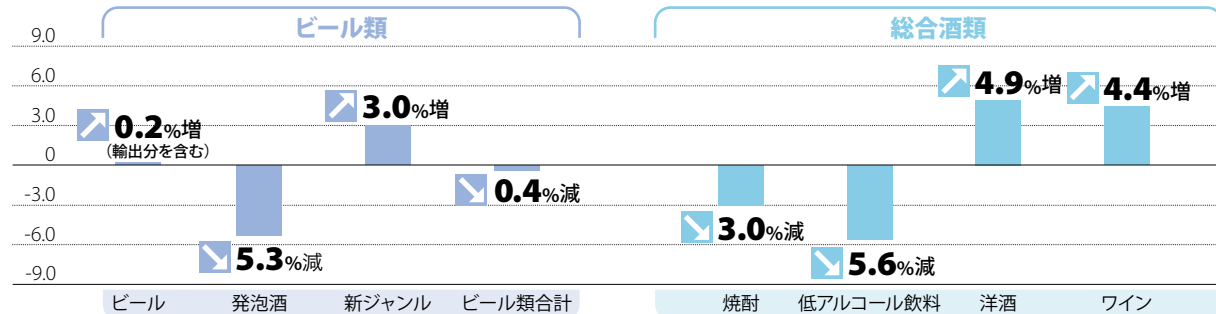 ビール類
総合酒類
9.0
6.0
3.0
0
-3.0
-6.0
-9.0
0.2%増
(輸出分を含む)
5.3%減
3.0%増
0.4%減
3.0%減
5.6%減
4.9%増
4.4%増
ビール 発泡酒 新ジャンル ビール類合計
焼酎 低アルコール飲料 洋酒 ワイン